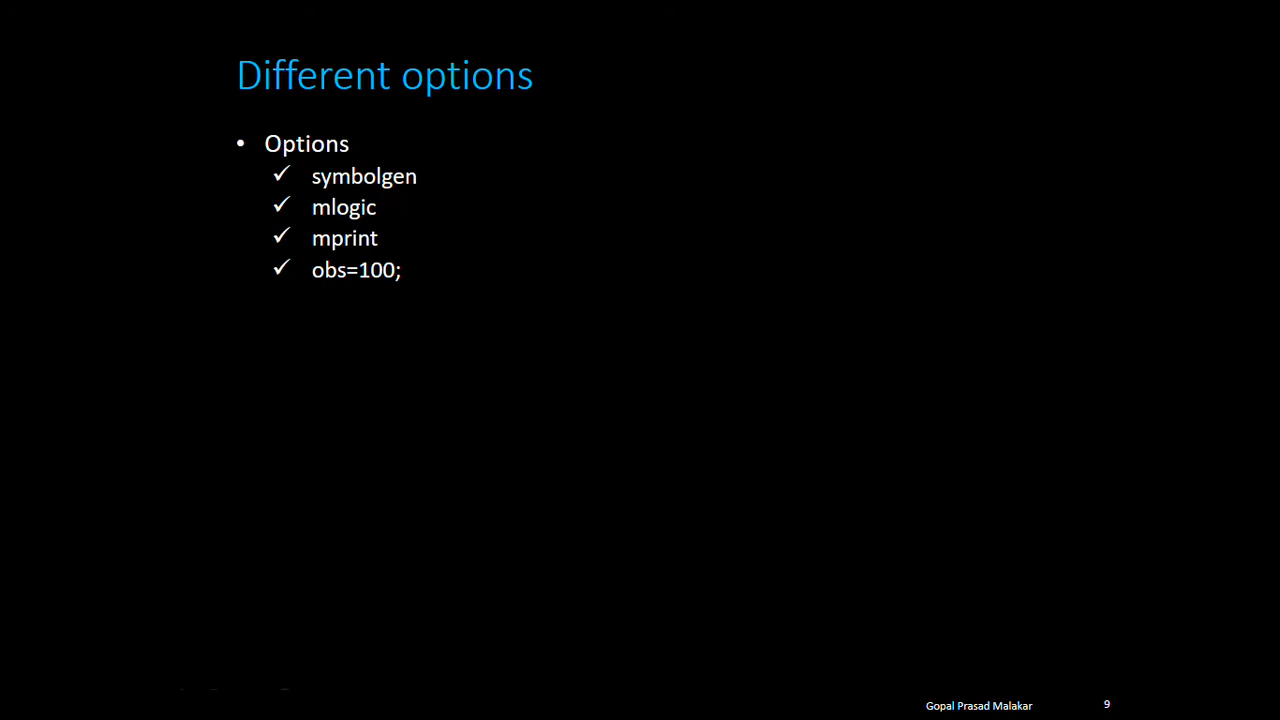 Different options
• Options
✓ symbolgen
✓ mlogic
✓ mprint
✓ obs=100;
Gopal Prasad Malakar 9